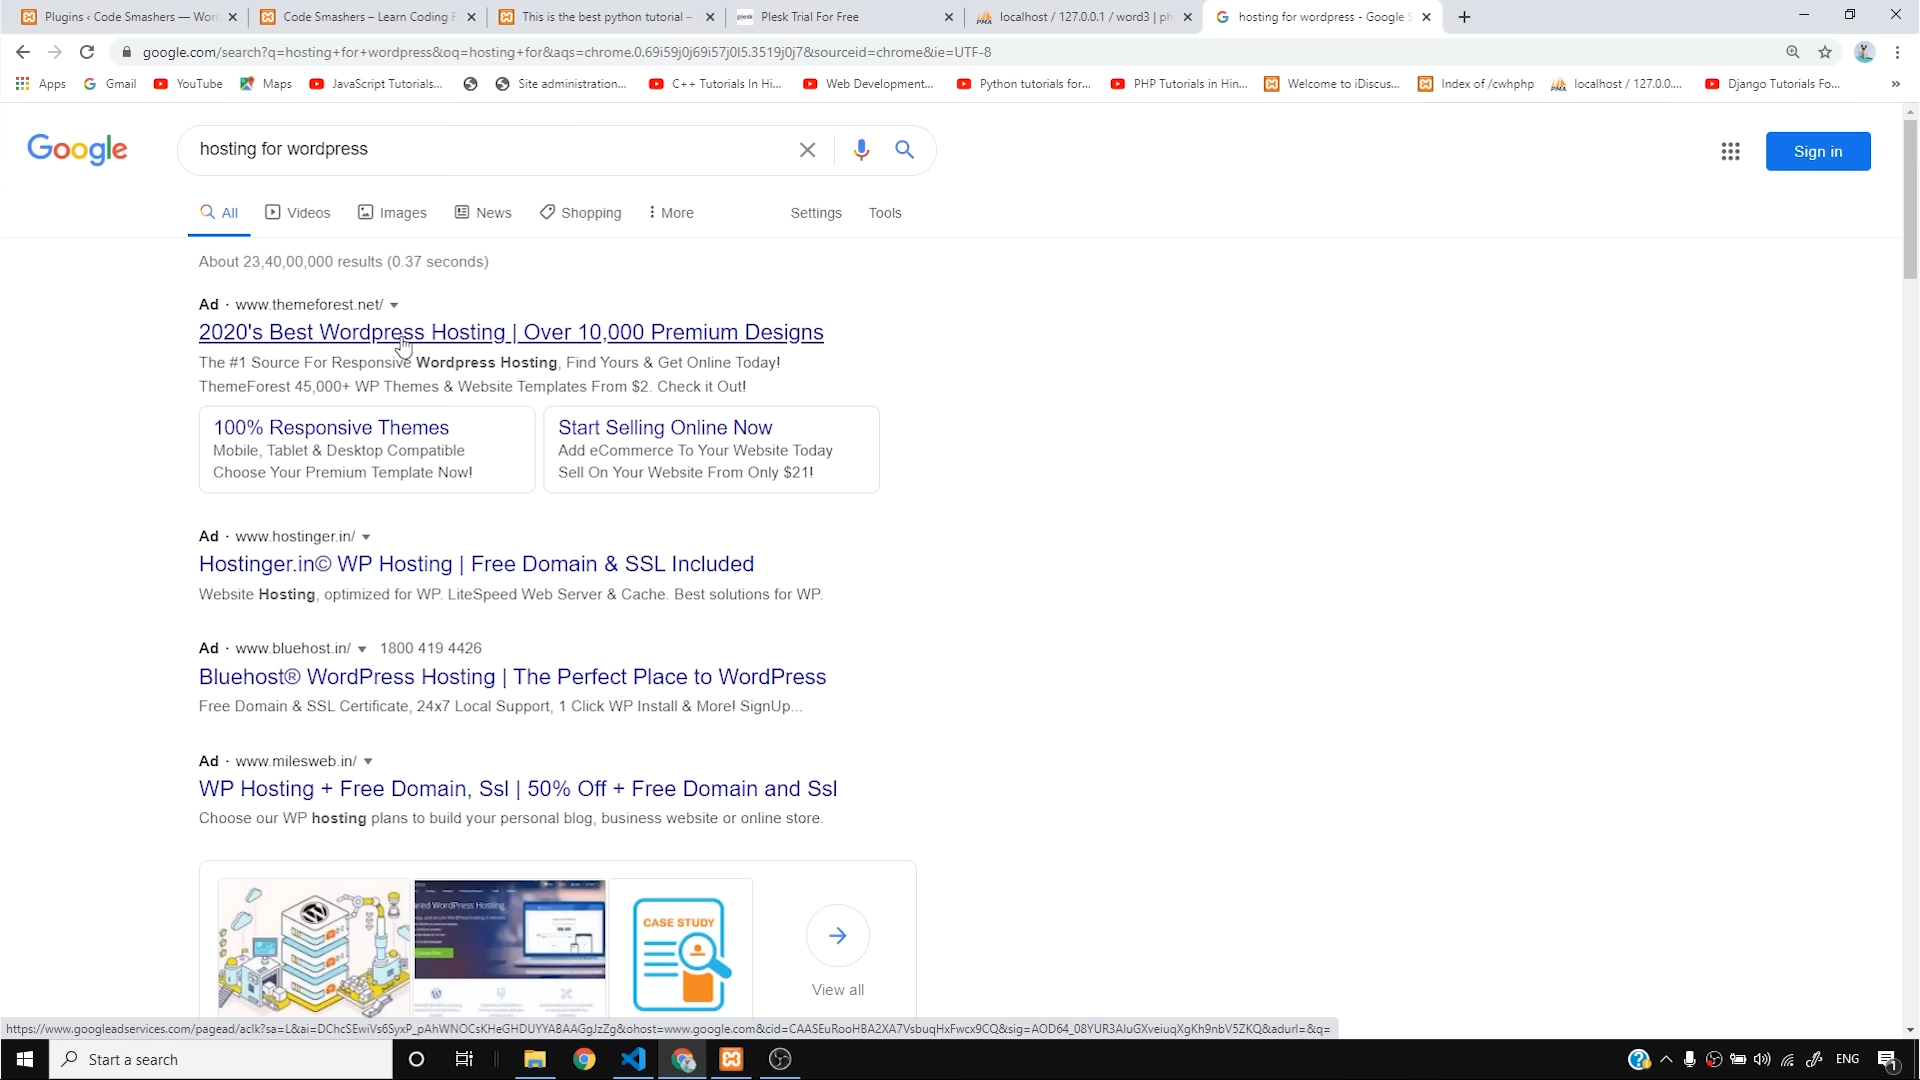 Plugins ‹ Code Smashers — Wor
Code Smashers – Learn Coding F
This is the best python tutorial –
plesk Plesk Trial For Free
PMA localhost / 127.0.0.1 / word3 | ph
hosting for wordpress - Google S
google.com/search?q=hosting+for+wordpress&oq=hosting+for&aqs=chrome.0.69i59j0j69i57j0l5.3519j0j7&sourceid=chrome&ie=UTF-8
Apps
Gmail
YouTube
Maps
JavaScript Tutorials...
Site administration...
C++ Tutorials In Hi...
Web Development...
Python tutorials for...
PHP Tutorials in Hin...
Welcome to iDiscus...
Index of /cwhphp
PMA localhost / 127.0.0....
Django Tutorials Fo...
»
Google
hosting for wordpress
Sign in
All
Videos
Images
News
Shopping
More
Settings
Tools
About 23,40,00,000 results (0.37 seconds)
Ad · www.themeforest.net/
2020's Best Wordpress Hosting | Over 10,000 Premium Designs
The #1 Source For Responsive Wordpress Hosting, Find Yours & Get Online Today!
ThemeForest 45,000+ WP Themes & Website Templates From $2. Check it Out!
100% Responsive Themes
Mobile, Tablet & Desktop Compatible
Choose Your Premium Template Now!
Start Selling Online Now
Add eCommerce To Your Website Today
Sell On Your Website From Only $21!
Ad · www.hostinger.in/
Hostinger.in© WP Hosting | Free Domain & SSL Included
Website Hosting, optimized for WP. LiteSpeed Web Server & Cache. Best solutions for WP.
Ad · www.bluehost.in/ 1800 419 4426
Bluehost® WordPress Hosting | The Perfect Place to WordPress
Free Domain & SSL Certificate, 24x7 Local Support, 1 Click WP Install & More! SignUp...
Ad · www.milesweb.in/
WP Hosting + Free Domain, Ssl | 50% Off + Free Domain and Ssl
Choose our WP hosting plans to build your personal blog, business website or online store.
ared WordPress Hosting
CASE STUDY
View all
Start a search
ENG
1